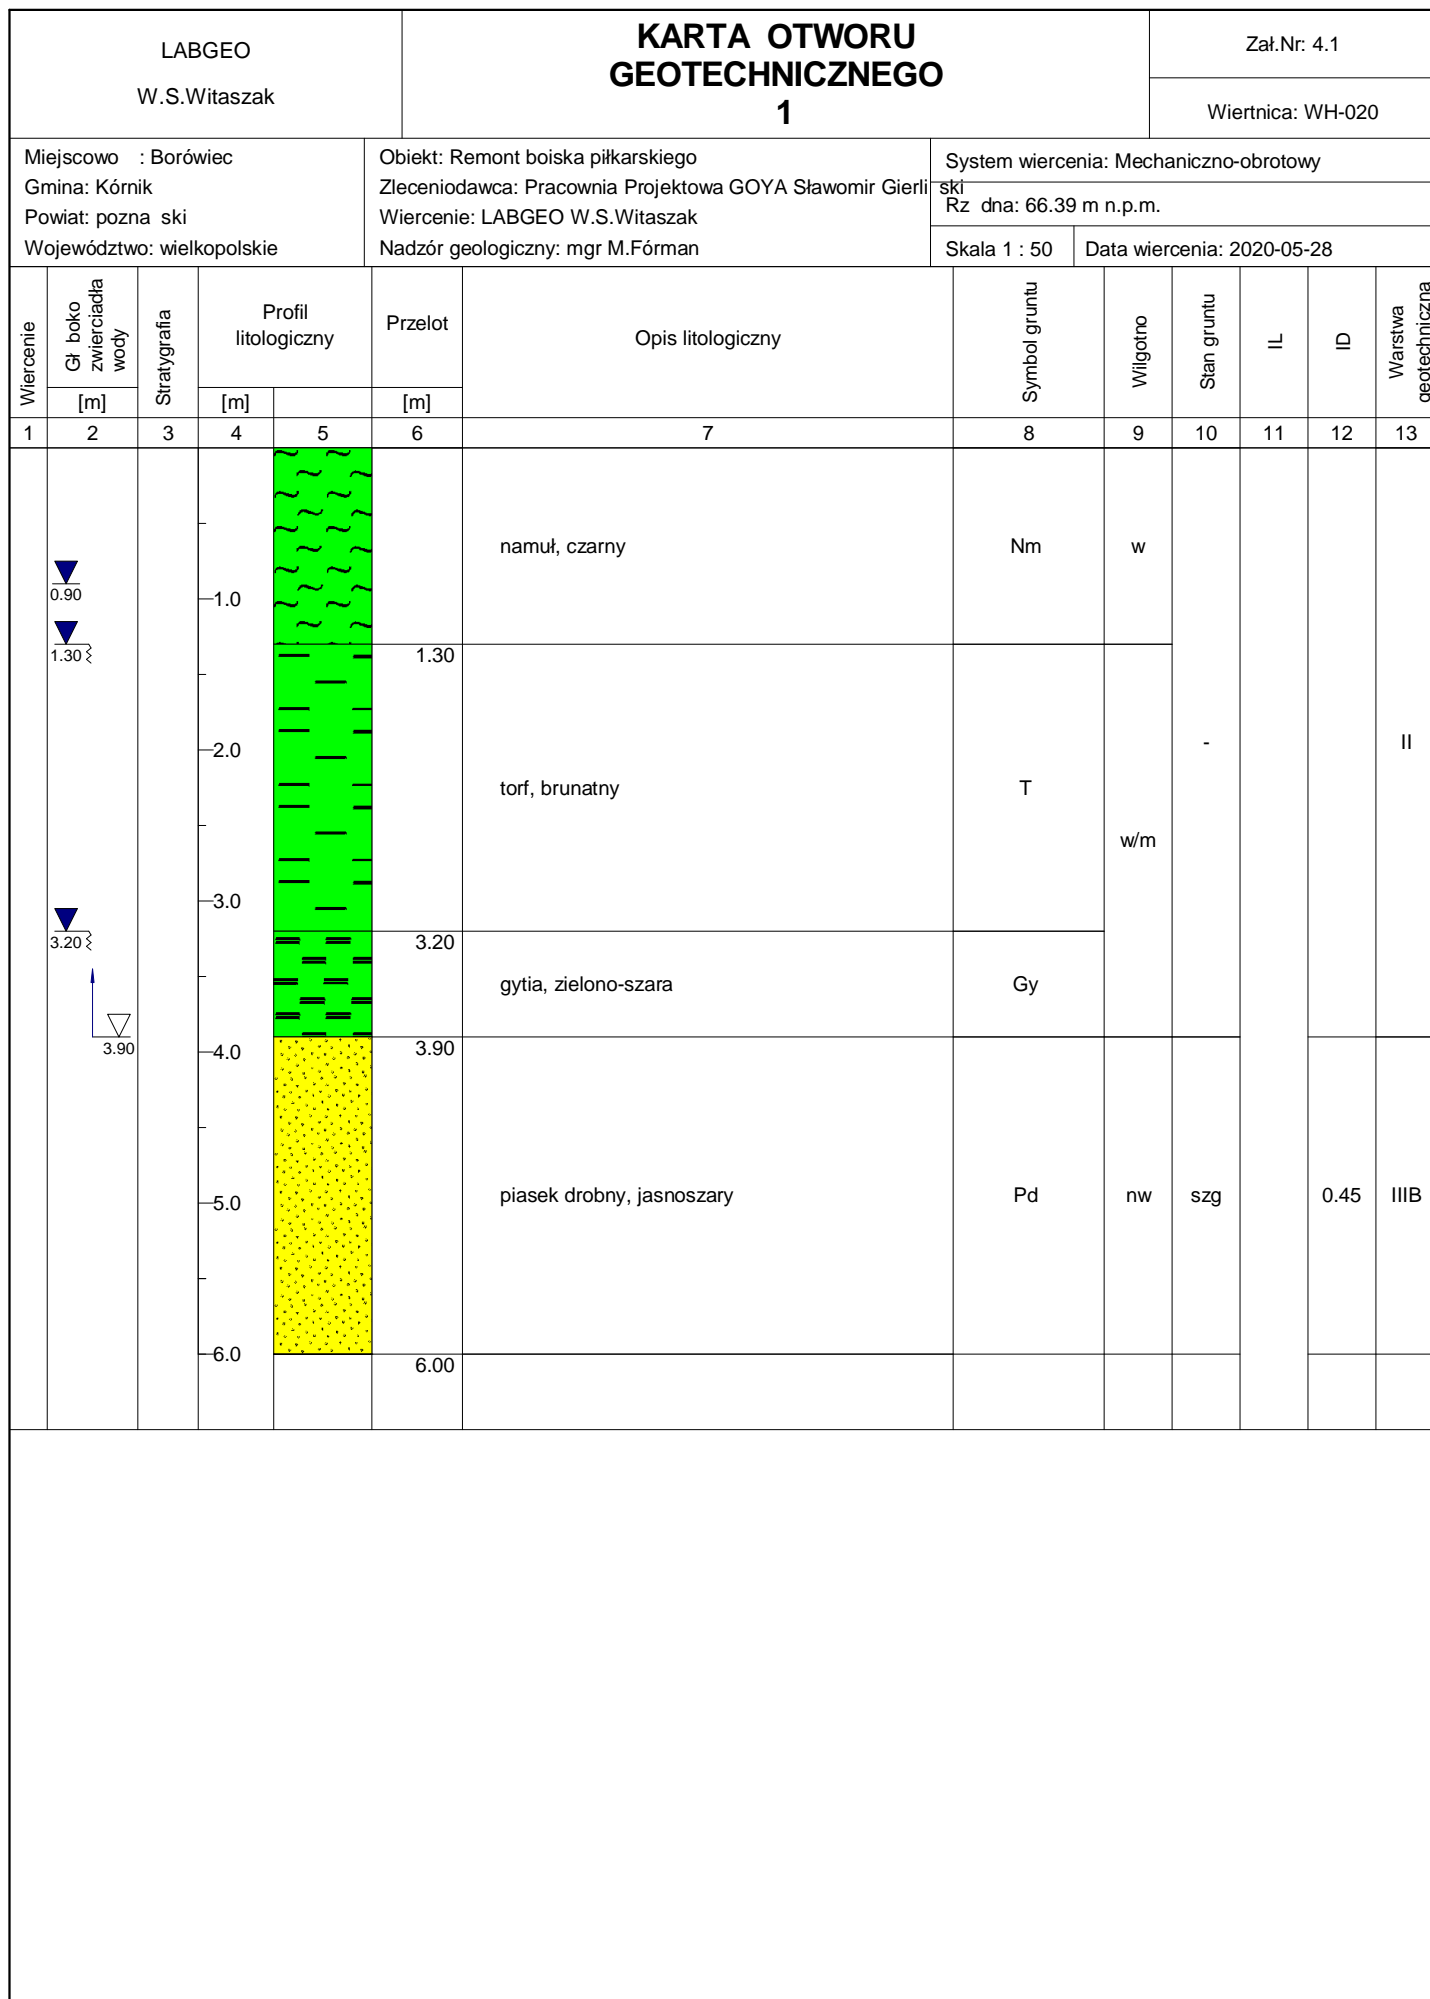 LABGEO
W.S.Witaszak
KARTA OTWORU
GEOTECHNICZNEGO
1
Zał.Nr: 4.1
Wiertnica: WH-020
Miejscowo : Borówiec
Gmina: Kórnik
Powiat: pozna ski
Województwo: wielkopolskie
Obiekt: Remont boiska piłkarskiego
Zleceniodawca: Pracownia Projektowa GOYA Sławomir Gierli ski
Wiercenie: LABGEO W.S.Witaszak
Nadzór geologiczny: mgr M.Fórman
System wiercenia: Mechaniczno-obrotowy
Rz dna: 66.39 m n.p.m.
Skala 1 : 50
Data wiercenia: 2020-05-28
Wiercenie
Gł boko
zwierciadła
wody
[m]
Stratygrafia
Profil
litologiczny
[m]
Przelot
[m]
Opis litologiczny
Symbol gruntu
Wilgotno
Stan gruntu
IL
ID
Warstwa
geotechniczna
1 2 3 4 5 6 7 8 9 10 11 12 13
namuł, czarny Nm w
0.90
1.0
1.30
1.30
2.0
- II
torf, brunatny T
w/m
3.0
3.20
3.20
gytia, zielono-szara Gy
3.90
4.0
3.90
5.0
piasek drobny, jasnoszary Pd nw szg 0.45 IIIB
6.0
6.00